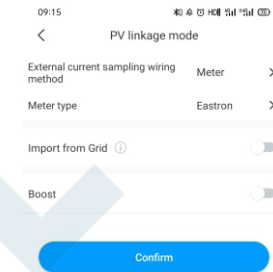 09:15
PV linkage mode
External current sampling wiring
method
Meter
Meter type
Eastron
Import from Grid
Boost
Confirm